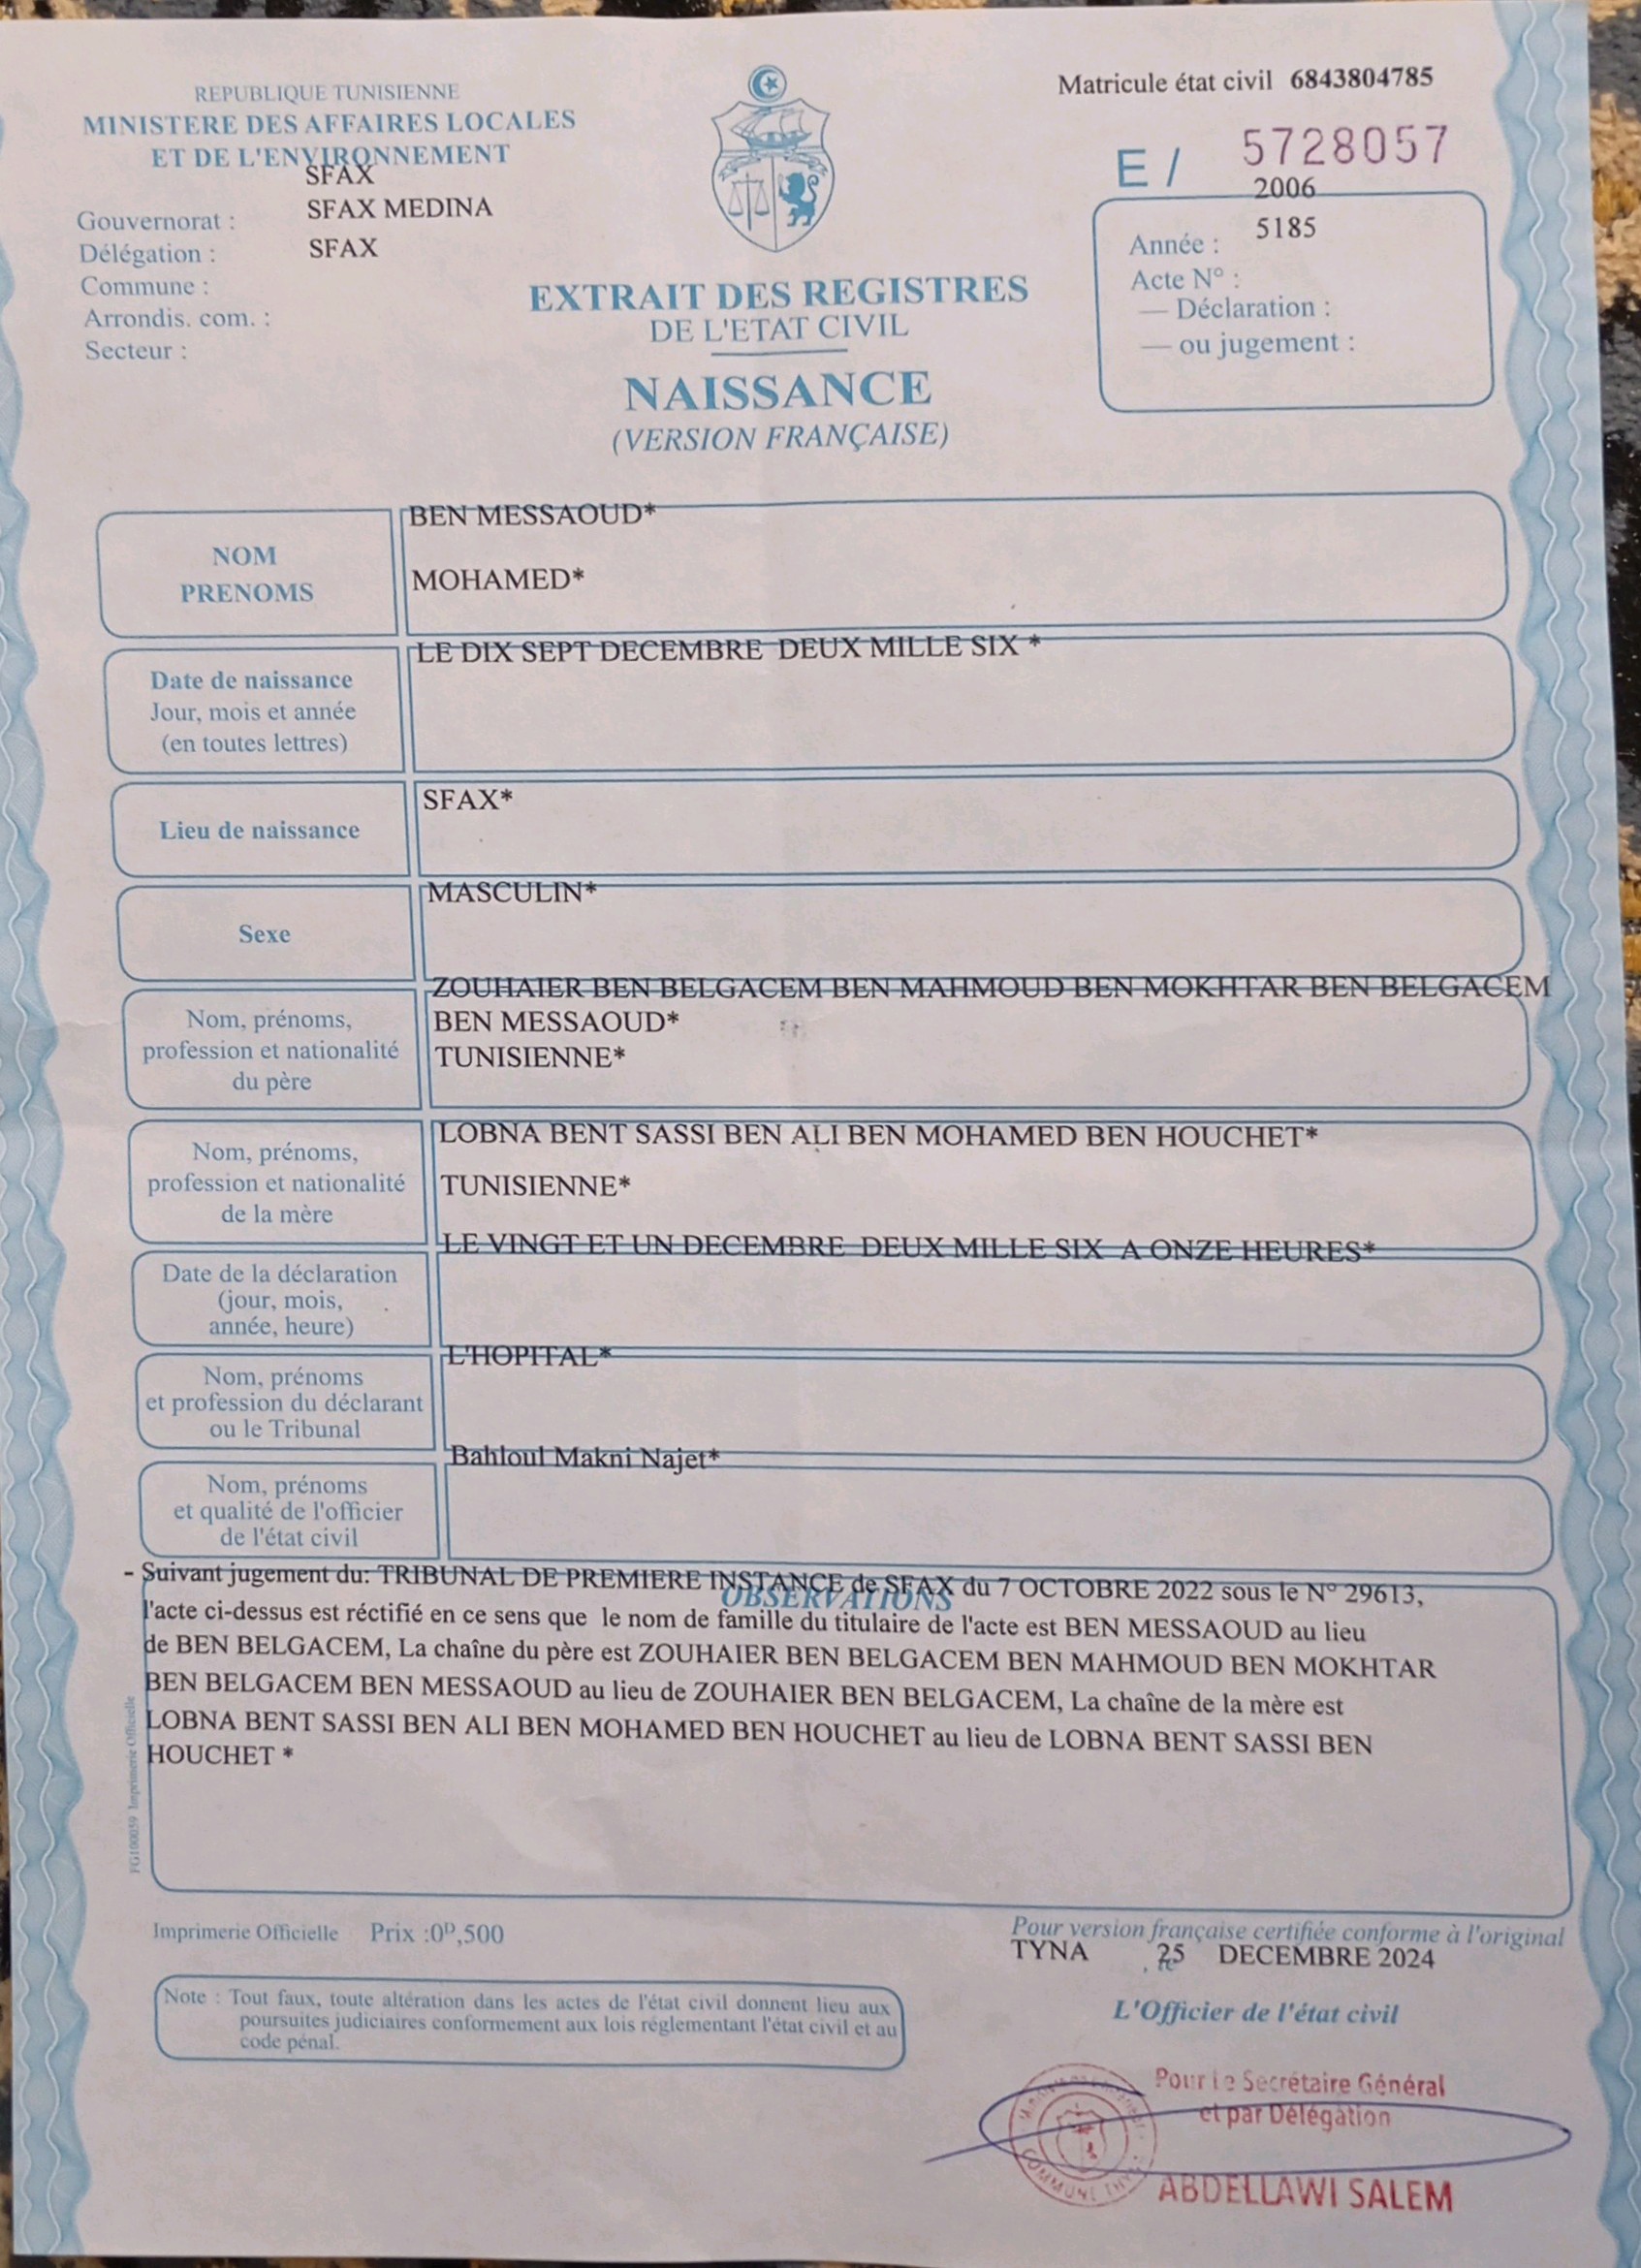 REPUBLIQUE TUNISIENNE
MINISTERE DES AFFAIRES LOCALES
ET DE L'ENVIRONNEMENT
SFAX
Gouvernorat : SFAX MEDINA
Délégation : SFAX
Commune :
Arrondis. com. :
Secteur :
Matricule état civil 6843804785
E / 5728057
2006
5185
Année :
Acte N° :
— Déclaration :
— ou jugement :
EXTRAIT DES REGISTRES
DE L'ETAT CIVIL
NAISSANCE
(VERSION FRANÇAISE)
NOM
PRENOMS
BEN MESSAOUD*
MOHAMED*
Date de naissance
Jour, mois et année
(en toutes lettres)
LE DIX SEPT DECEMBRE DEUX MILLE SIX *
Lieu de naissance
SFAX*
Sexe
MASCULIN*
Nom, prénoms,
profession et nationalité
du père
ZOUHAIER BEN BELGACEM BEN MAHMOUD BEN MOKHTAR BEN BELGACEM
BEN MESSAOUD*
TUNISIENNE*
Nom, prénoms,
profession et nationalité
de la mère
LOBNA BENT SASSI BEN ALI BEN MOHAMED BEN HOUCHET*
TUNISIENNE*
Date de la déclaration
(jour, mois,
année, heure)
LE VINGT ET UN DECEMBRE DEUX MILLE SIX A ONZE HEURES*
Nom, prénoms
et profession du déclarant
ou le Tribunal
L'HOPITAL*
Nom, prénoms
et qualité de l'officier
de l'état civil
Bahloul Makni Najet*
OBSERVATIONS
- Suivant jugement du: TRIBUNAL DE PREMIERE INSTANCE de SFAX du 7 OCTOBRE 2022 sous le N° 29613,
l'acte ci-dessus est réctifié en ce sens que le nom de famille du titulaire de l'acte est BEN MESSAOUD au lieu
de BEN BELGACEM, La chaîne du père est ZOUHAIER BEN BELGACEM BEN MAHMOUD BEN MOKHTAR
BEN BELGACEM BEN MESSAOUD au lieu de ZOUHAIER BEN BELGACEM, La chaîne de la mère est
LOBNA BENT SASSI BEN ALI BEN MOHAMED BEN HOUCHET au lieu de LOBNA BENT SASSI BEN
HOUCHET *
FG100039 Imprimerie Officielle
Imprimerie Officielle Prix :0ᴰ,500
Pour version française certifiée conforme à l'original
TYNA 25 DECEMBRE 2024
Note : Tout faux, toute altération dans les actes de l'état civil donnent lieu aux
poursuites judiciaires conformement aux lois réglementant l'état civil et au
code pénal.
L'Officier de l'état civil
Pour Le Secrétaire Général
et par Délégation
COMMUNE
ABDELLAWI SALEM